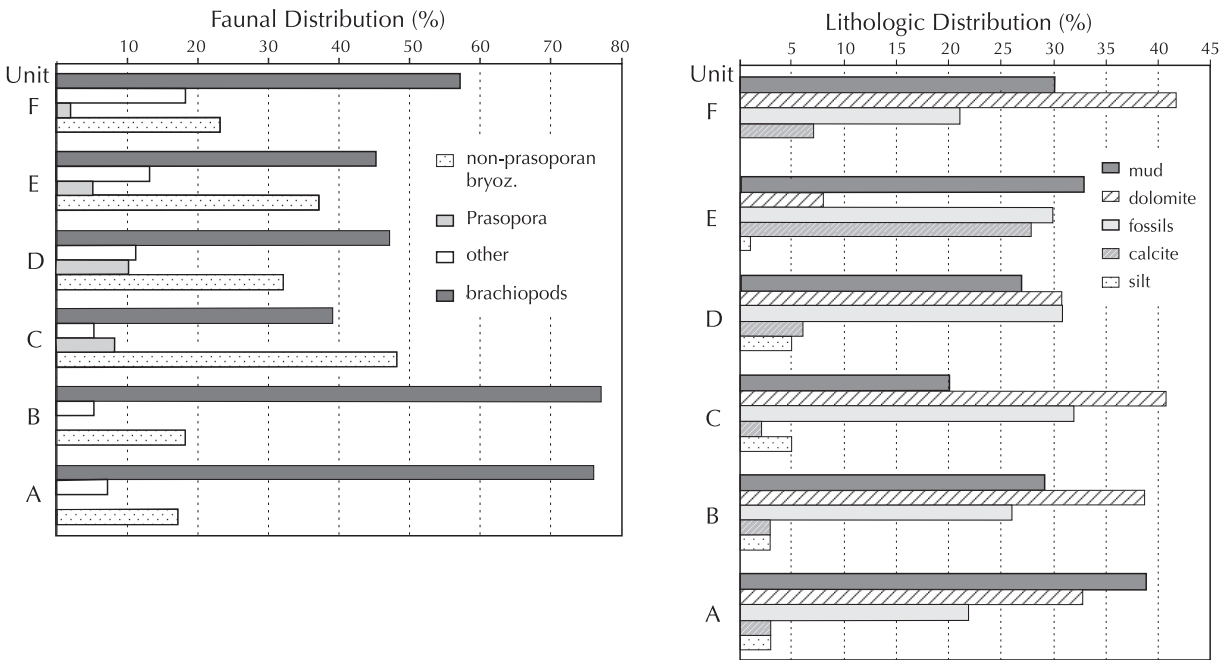 Faunal Distribution (%)
10 20 30 40 50 60 70 80
Unit
F
E
D
C
B
A
non-prasoporan
bryoz.
Prasopora
other
brachiopods
Lithologic Distribution (%)
5 10 15 20 25 30 35 40 45
Unit
F
E
D
C
B
A
mud
dolomite
fossils
calcite
silt